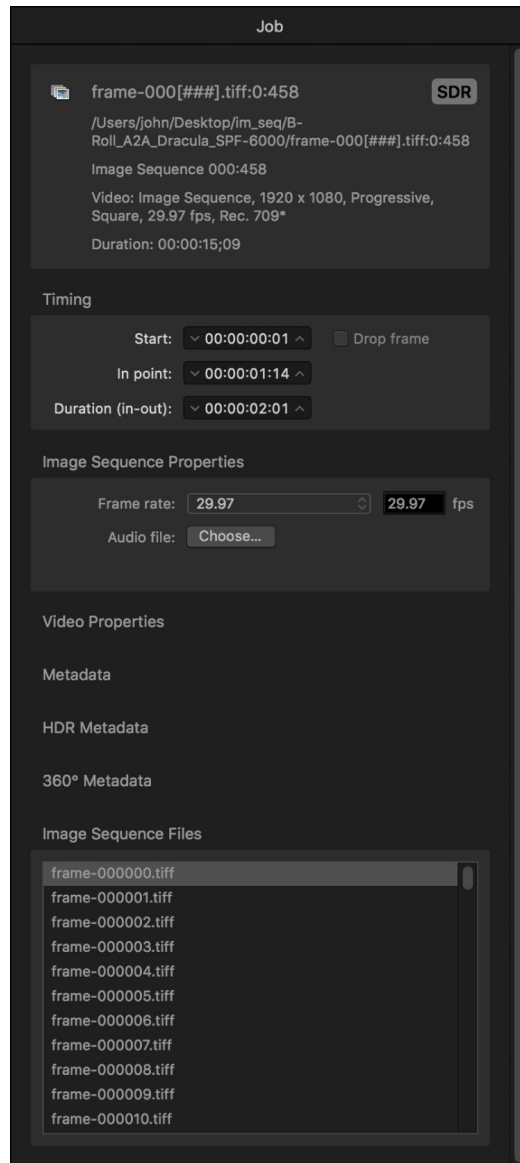 Job
frame-000[###].tiff:0:458 SDR
/Users/john/Desktop/im_seq/B-
Roll_A2A_Dracula_SPF-6000/frame-000[###].tiff:0:458
Image Sequence 000:458
Video: Image Sequence, 1920 x 1080, Progressive,
Square, 29.97 fps, Rec. 709*
Duration: 00:00:15;09
Timing
Start: 00:00:00:01 Drop frame
In point: 00:00:01:14
Duration (in-out): 00:00:02:01
Image Sequence Properties
Frame rate: 29.97 29.97 fps
Audio file: Choose...
Video Properties
Metadata
HDR Metadata
360° Metadata
Image Sequence Files
frame-000000.tiff
frame-000001.tiff
frame-000002.tiff
frame-000003.tiff
frame-000004.tiff
frame-000005.tiff
frame-000006.tiff
frame-000007.tiff
frame-000008.tiff
frame-000009.tiff
frame-000010.tiff